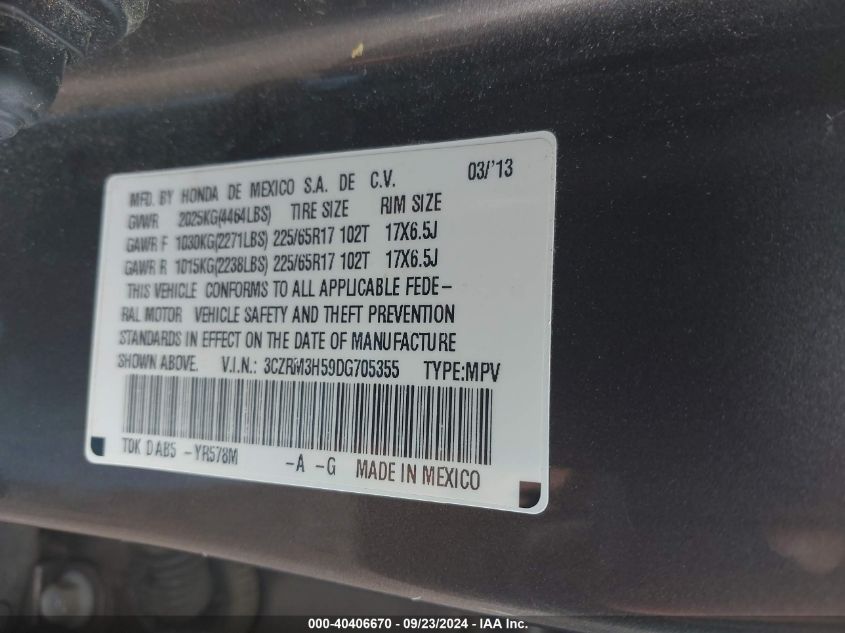 MFD. BY HONDA DE MEXICO S.A. DE C.V. 03/'13
GVWR 2025KG(4464LBS) TIRE SIZE RIM SIZE
GAWR F 1030KG(2271LBS) 225/65R17 102T 17X6.5J
GAWR R 1015KG(2238LBS) 225/65R17 102T 17X6.5J
THIS VEHICLE CONFORMS TO ALL APPLICABLE FEDE-
RAL MOTOR VEHICLE SAFETY AND THEFT PREVENTION
STANDARDS IN EFFECT ON THE DATE OF MANUFACTURE
SHOWN ABOVE. V.I.N.: 3CZRM3H59DG705355 TYPE:MPV
TDK DAB5 -YR578M -A -G MADE IN MEXICO
000-40406670 - 09/23/2024 - IAA Inc.